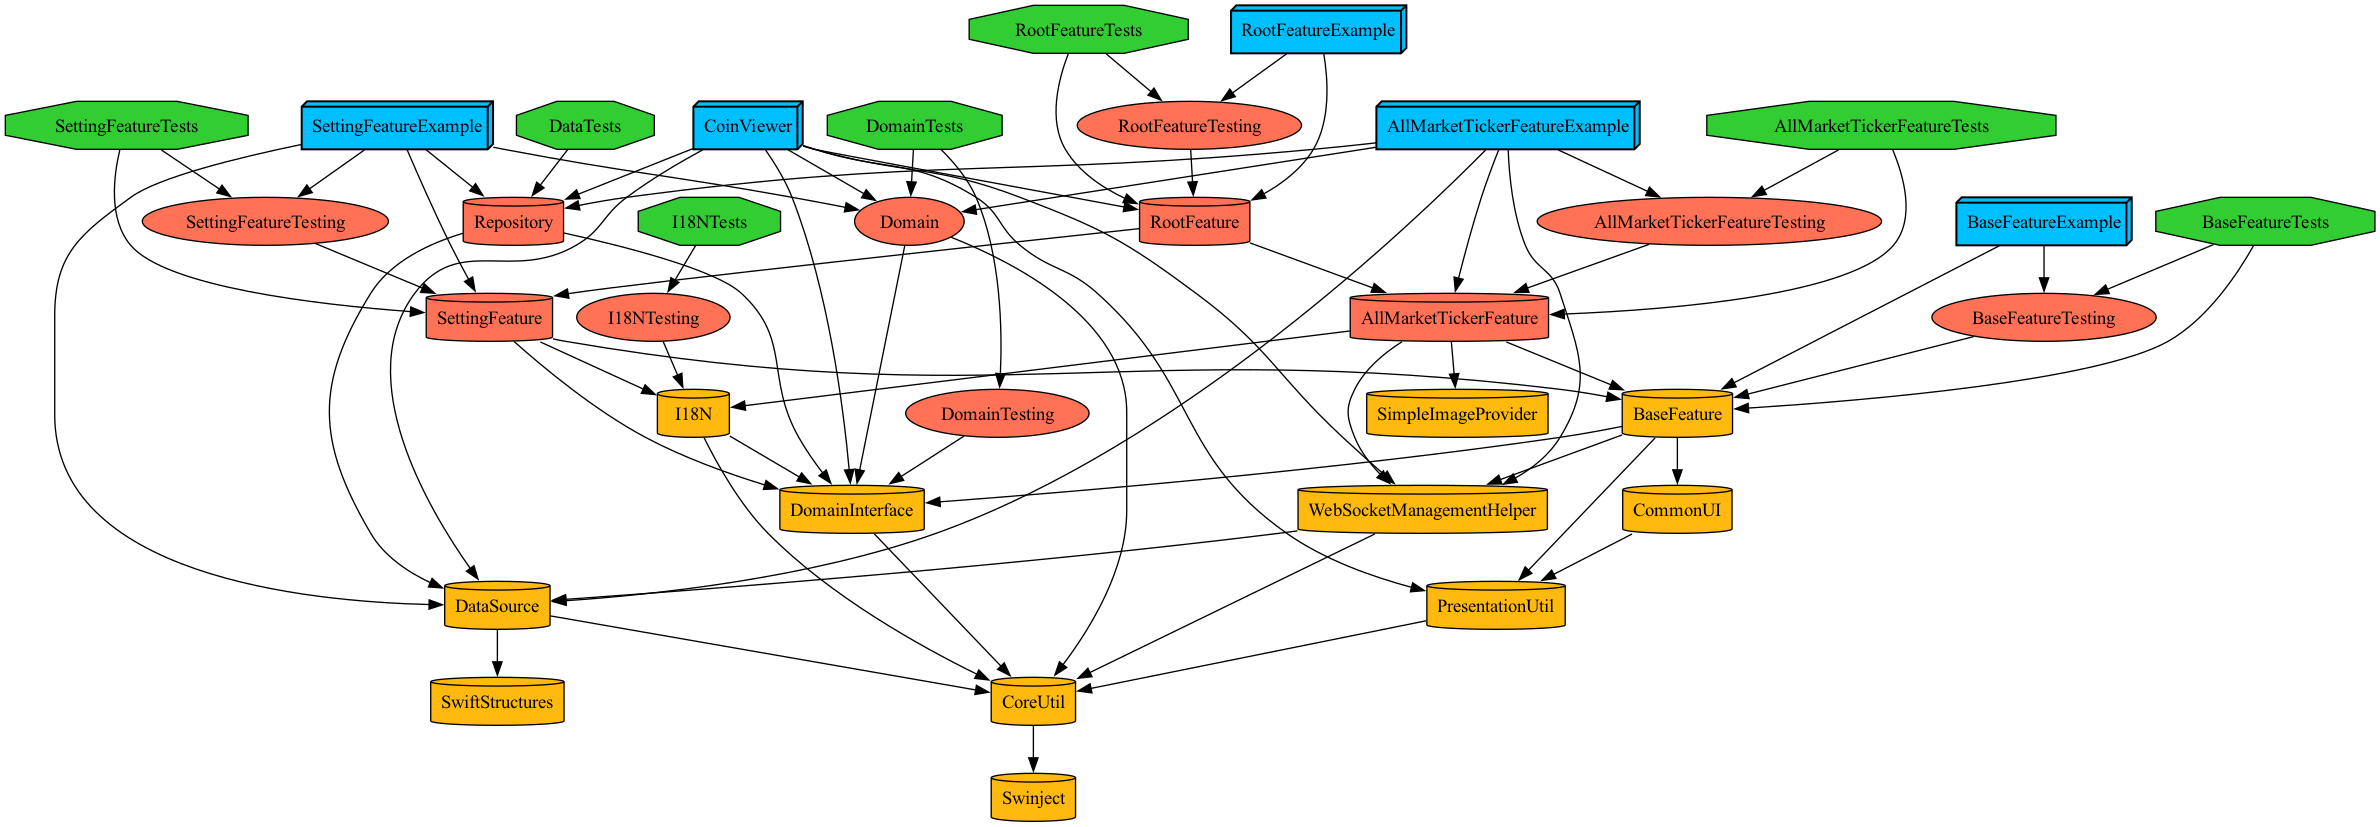 RootFeatureTests
RootFeatureExample
SettingFeatureTests
SettingFeatureExample
DataTests
CoinViewer
DomainTests
RootFeatureTesting
AllMarketTickerFeatureExample
AllMarketTickerFeatureTests
SettingFeatureTesting
Repository
I18NTests
Domain
RootFeature
AllMarketTickerFeatureTesting
BaseFeatureExample
BaseFeatureTests
SettingFeature
I18NTesting
AllMarketTickerFeature
BaseFeatureTesting
I18N
DomainTesting
SimpleImageProvider
BaseFeature
DomainInterface
WebSocketManagementHelper
CommonUI
DataSource
PresentationUtil
SwiftStructures
CoreUtil
Swinject